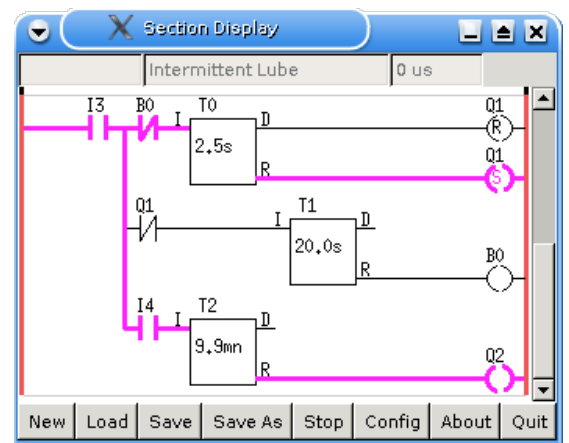 Section Display
Intermittent Lube 0 us
I3 B0 I T0 D Q1
R
2.5s
Q1
R S
Q1 I T1 D
20.0s
R B0
I4 I T2 D
9.9mn
R Q2
New Load Save Save As Stop Config About Quit